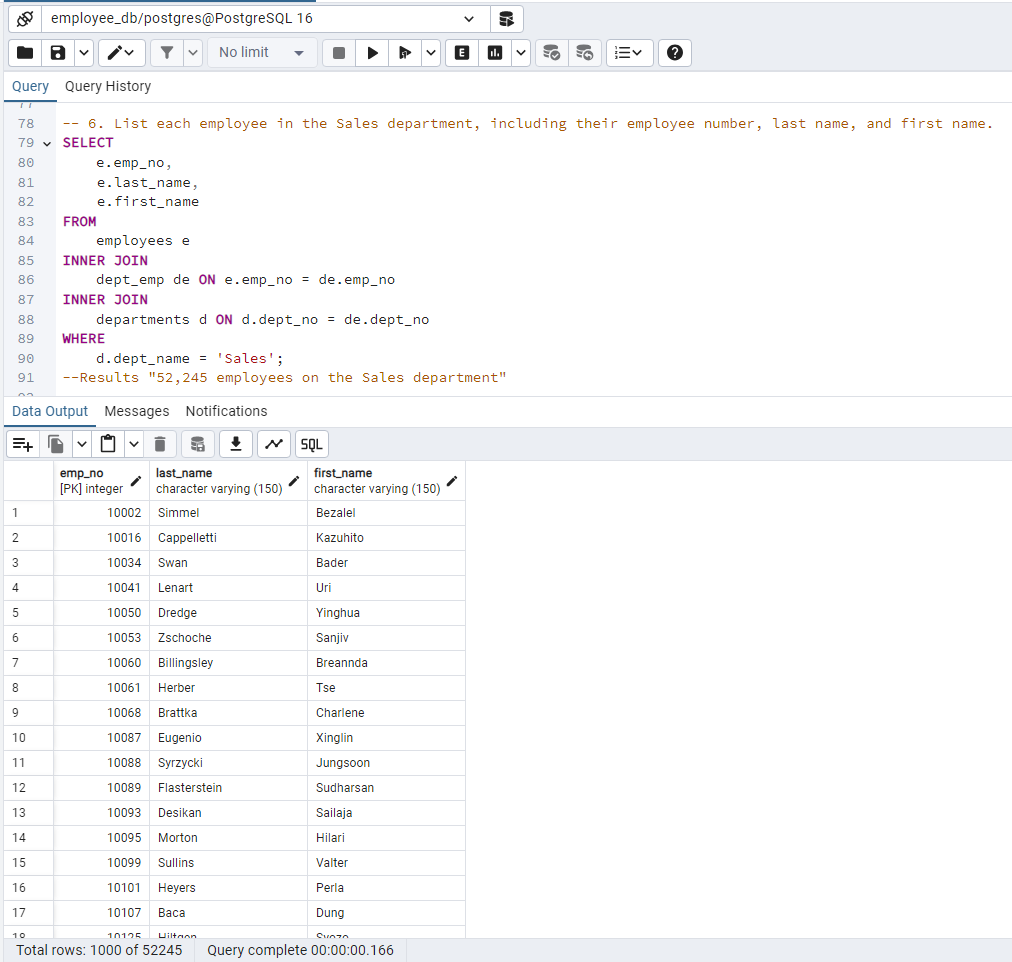 employee_db/postgres@PostgreSQL 16
No limit
E
Query Query History
77
78 -- 6. List each employee in the Sales department, including their employee number, last name, and first name.
79 SELECT
80 e.emp_no,
81 e.last_name,
82 e.first_name
83 FROM
84 employees e
85 INNER JOIN
86 dept_emp de ON e.emp_no = de.emp_no
87 INNER JOIN
88 departments d ON d.dept_no = de.dept_no
89 WHERE
90 d.dept_name = 'Sales';
91 --Results "52,245 employees on the Sales department"
Data Output Messages Notifications
SQL
emp_no last_name first_name
[PK] integer character varying (150) character varying (150)
1 10002 Simmel Bezalel
2 10016 Cappelletti Kazuhito
3 10034 Swan Bader
4 10041 Lenart Uri
5 10050 Dredge Yinghua
6 10053 Zschoche Sanjiv
7 10060 Billingsley Breannda
8 10061 Herber Tse
9 10068 Brattka Charlene
10 10087 Eugenio Xinglin
11 10088 Syrzycki Jungsoon
12 10089 Flasterstein Sudharsan
13 10093 Desikan Sailaja
14 10095 Morton Hilari
15 10099 Sullins Valter
16 10101 Heyers Perla
17 10107 Baca Dung
18 10125 Hiltgen Syozo
Total rows: 1000 of 52245 Query complete 00:00:00.166